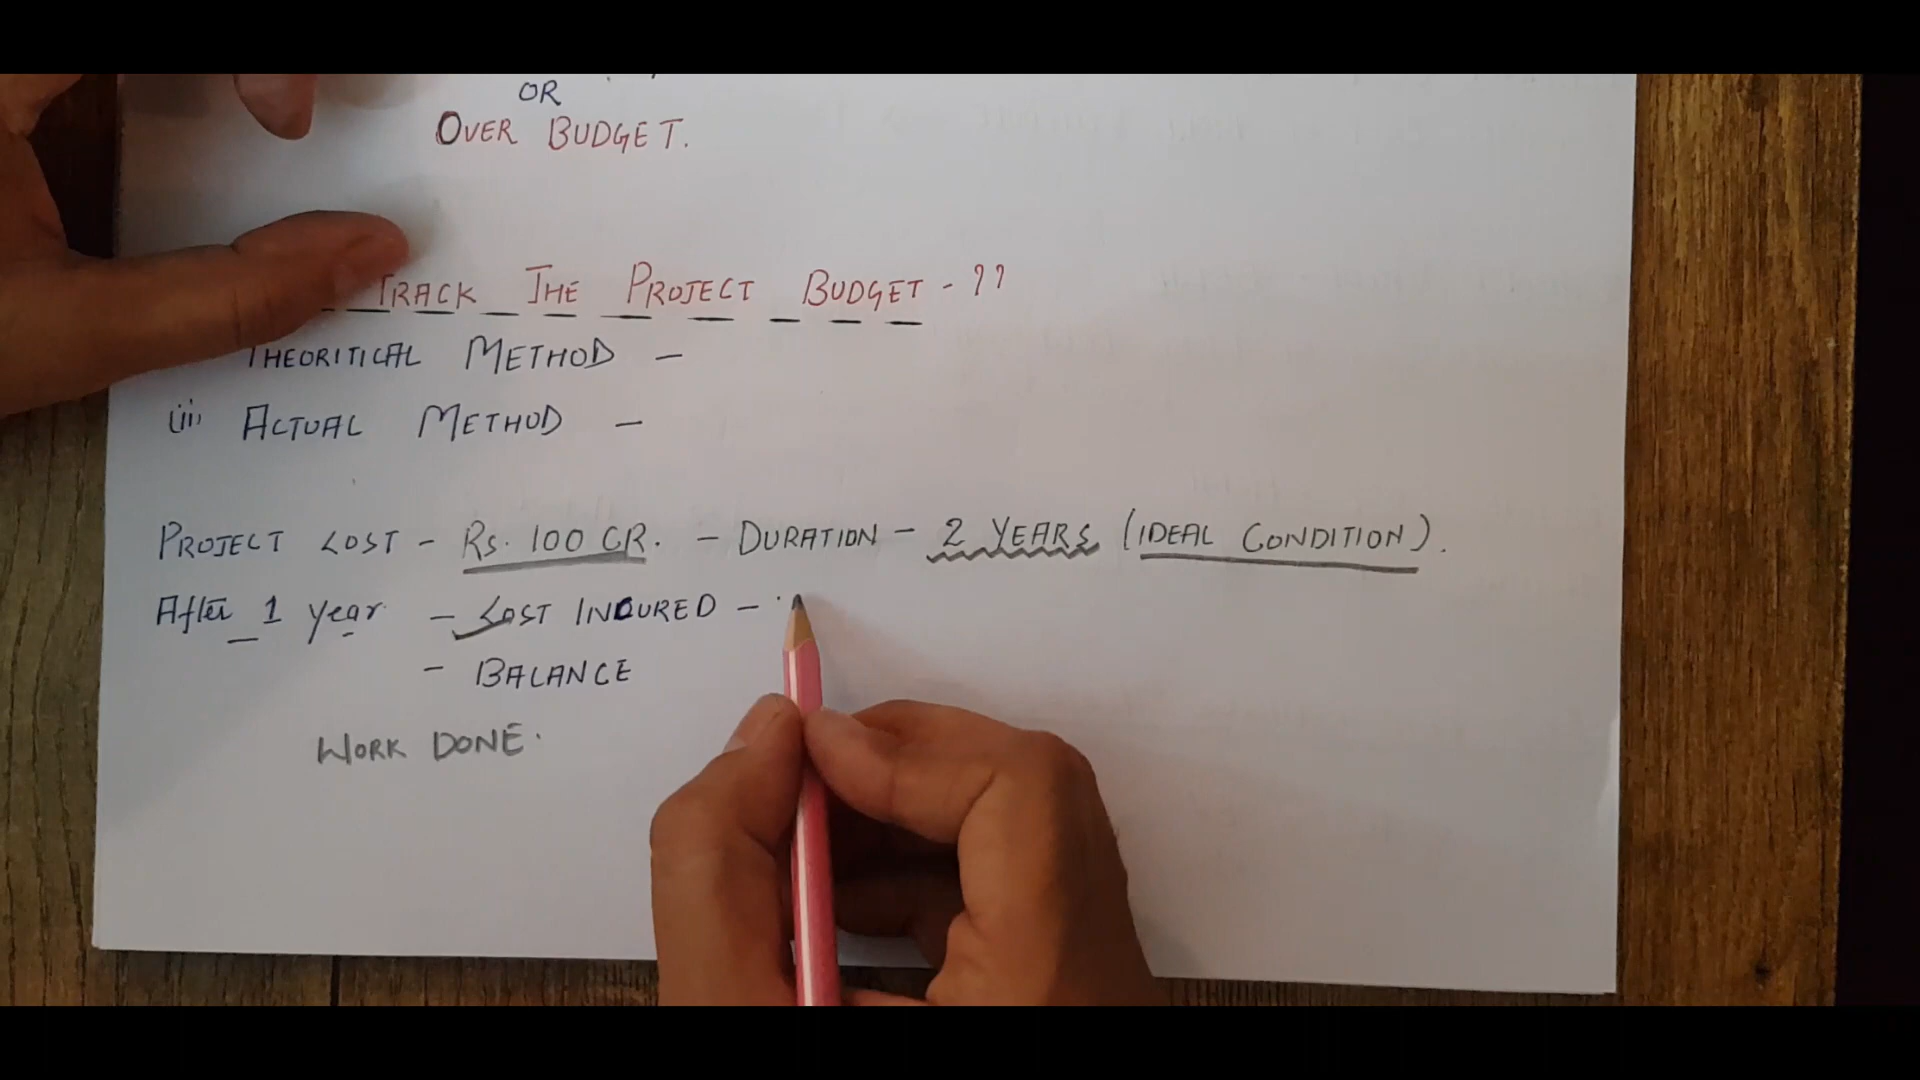 OR
OVER BUDGET.
TRACK THE PROJECT BUDGET - ??
THEORITICAL METHOD -
(ii) ACTUAL METHOD -
PROJECT COST - Rs. 100 CR. - DURATION - 2 YEARS (IDEAL CONDITION).
After 1 year - COST INCURED -
- BALANCE
WORK DONE.